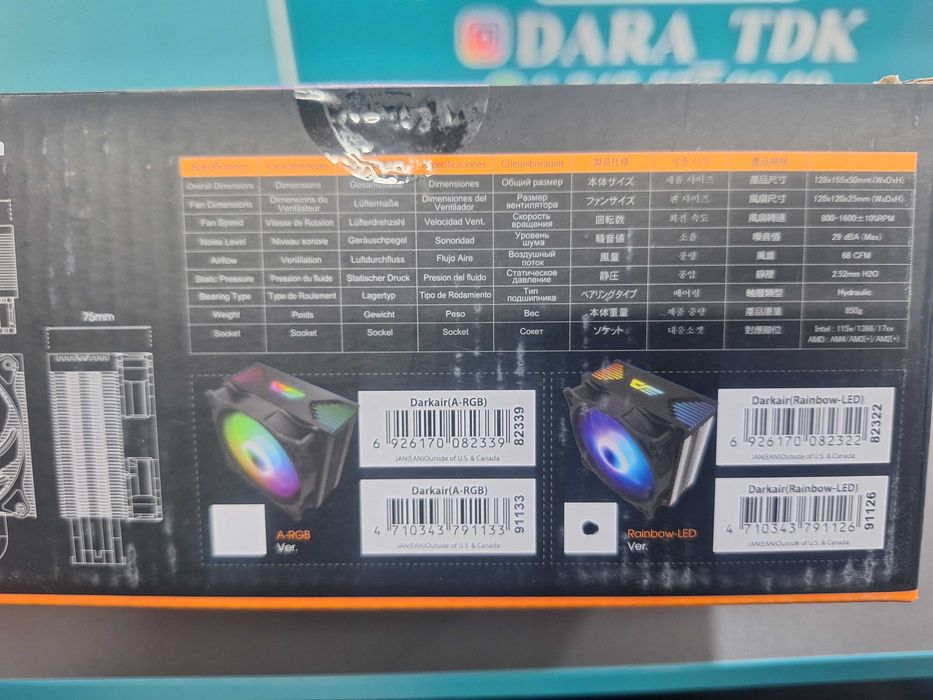 DARA_TDK
Specifications Caractéristiques Especificaciones Спецификации 製品仕様 제품 사양 產品規格
Overall Dimensions Dimensions Gesamtmaße Dimensiones Общий размер 本体サイズ 제품 사이즈 產品尺寸 128x155x50mm (WxDxH)
Fan Dimensions Dimensions du Ventilateur Lüftermaße Dimensiones del Ventilador Размер вентилятора ファンサイズ 팬 사이즈 風扇尺寸 120x120x25mm (WxDxH)
Fan Speed Vitesse de Rotation Lüfterdrehzahl Velocidad Vent. Скорость вращения 回転数 회전 속도 風扇轉速 800-1600±10%RPM
Noise Level Niveau sonore Geräuschpegel Sonoridad Уровень шума 騒音値 소음 噪音值 29 dBA (Max)
Airflow Ventilation Luftdurchfluss Flujo Aire Воздушный поток 風量 풍량 風量 68 CFM
Static Pressure Pression du fluide Statischer Druck Presion del fluido Статическое давление 静圧 풍압 靜壓 2.52mm H2O
Bearing Type Type de Roulement Lagertyp Tipo de Rodamiento Тип подшипника ベアリングタイプ 베어링 軸層類型 Hydraulic
Weight Poids Gewicht Peso Вес 本体重量 제품 중량 產品重量 850g
Socket Socket Sockel Socket Сокет ソケット 대응소켓 對應腳位 Intel : 115x/1366/17xx
AMD : AM4/AM3(+)/AM2(+)
75mm
Darkair(A-RGB)
6 926170 082339
82339
JAN(EAN)Outside of U.S. & Canada
Darkair(A-RGB)
4 710343 791133
91133
JAN(EAN)Outside of U.S. & Canada
A-RGB
Ver.
Darkair(Rainbow-LED)
6 926170 082322
82322
JAN(EAN)Outside of U.S. & Canada
Darkair(Rainbow-LED)
4 710343 791126
91126
JAN(EAN)Outside of U.S. & Canada
Rainbow-LED
Ver.